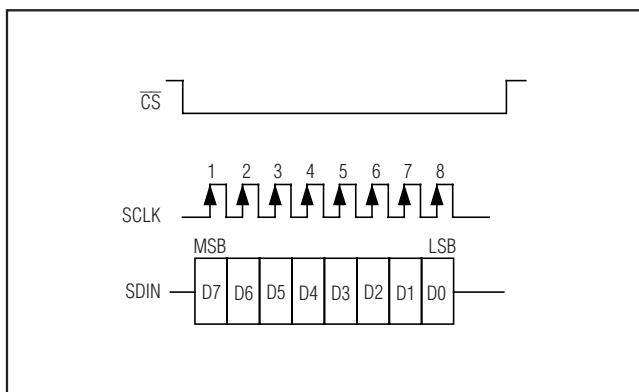 C̅S̅
1 2 3 4 5 6 7 8
SCLK
MSB LSB
SDIN D7 D6 D5 D4 D3 D2 D1 D0